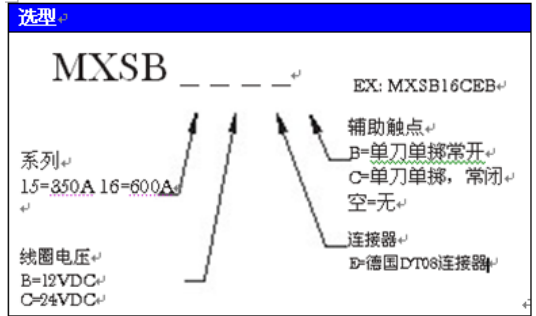 选型
MXSB _ _ _ _
EX: MXSB16CEB
辅助触点
B=单刀单掷常开
C=单刀单掷，常闭
空=无
系列
15=350A 16=600A
连接器
E=德国DT08连接器
线圈电压
B=12VDC
C=24VDC